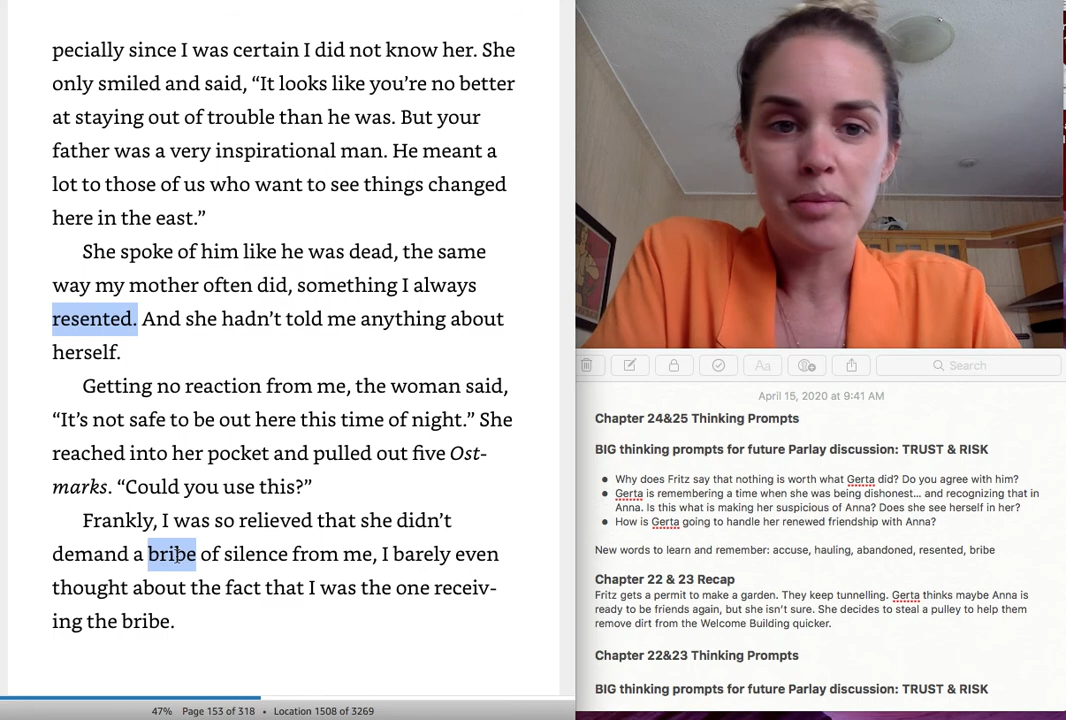 pecially since I was certain I did not know her. She
only smiled and said, “It looks like you’re no better
at staying out of trouble than he was. But your
father was a very inspirational man. He meant a
lot to those of us who want to see things changed
here in the east.”
She spoke of him like he was dead, the same
way my mother often did, something I always
resented. And she hadn’t told me anything about
herself.
Getting no reaction from me, the woman said,
“It’s not safe to be out here this time of night.” She
reached into her pocket and pulled out five Ost-
marks. “Could you use this?”
Frankly, I was so relieved that she didn’t
demand a bribe of silence from me, I barely even
thought about the fact that I was the one receiv-
ing the bribe.
47% Page 153 of 318 • Location 1508 of 3269
Aa
Search
April 15, 2020 at 9:41 AM
Chapter 24&25 Thinking Prompts
BIG thinking prompts for future Parlay discussion: TRUST & RISK
• Why does Fritz say that nothing is worth what Gerta did? Do you agree with him?
• Gerta is remembering a time when she was being dishonest... and recognizing that in
Anna. Is this what is making her suspicious of Anna? Does she see herself in her?
• How is Gerta going to handle her renewed friendship with Anna?
New words to learn and remember: accuse, hauling, abandoned, resented, bribe
Chapter 22 & 23 Recap
Fritz gets a permit to make a garden. They keep tunnelling. Gerta thinks maybe Anna is
ready to be friends again, but she isn’t sure. She decides to steal a pulley to help them
remove dirt from the Welcome Building quicker.
Chapter 22&23 Thinking Prompts
BIG thinking prompts for future Parlay discussion: TRUST & RISK